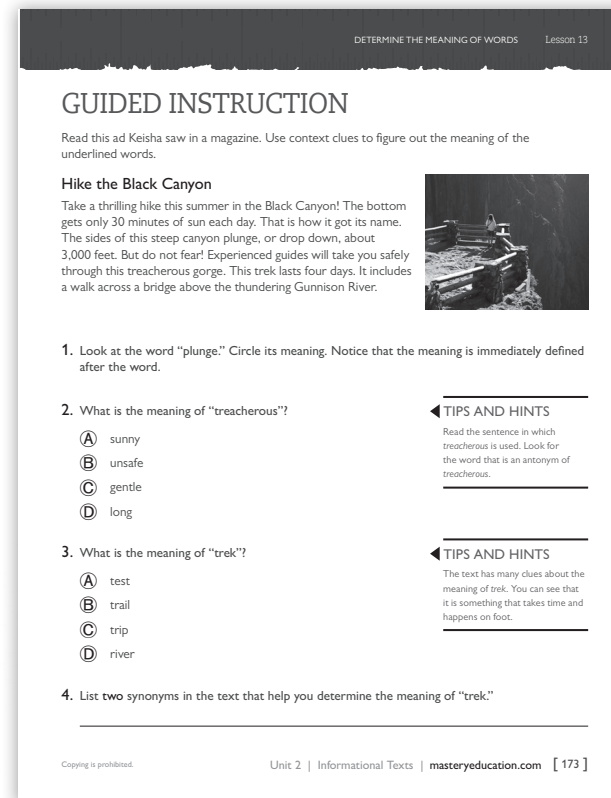 DETERMINE THE MEANING OF WORDS Lesson 13
GUIDED INSTRUCTION
Read this ad Keisha saw in a magazine. Use context clues to figure out the meaning of the
underlined words.
Hike the Black Canyon
Take a thrilling hike this summer in the Black Canyon! The bottom
gets only 30 minutes of sun each day. That is how it got its name.
The sides of this steep canyon plunge, or drop down, about
3,000 feet. But do not fear! Experienced guides will take you safely
through this treacherous gorge. This trek lasts four days. It includes
a walk across a bridge above the thundering Gunnison River.
1. Look at the word “plunge.” Circle its meaning. Notice that the meaning is immediately defined
after the word.
2. What is the meaning of “treacherous”?
A sunny
B unsafe
C gentle
D long
TIPS AND HINTS
Read the sentence in which
treacherous is used. Look for
the word that is an antonym of
treacherous.
3. What is the meaning of “trek”?
A test
B trail
C trip
D river
TIPS AND HINTS
The text has many clues about the
meaning of trek. You can see that
it is something that takes time and
happens on foot.
4. List two synonyms in the text that help you determine the meaning of “trek.”
Copying is prohibited.
Unit 2 | Informational Texts | masteryeducation.com [ 173 ]